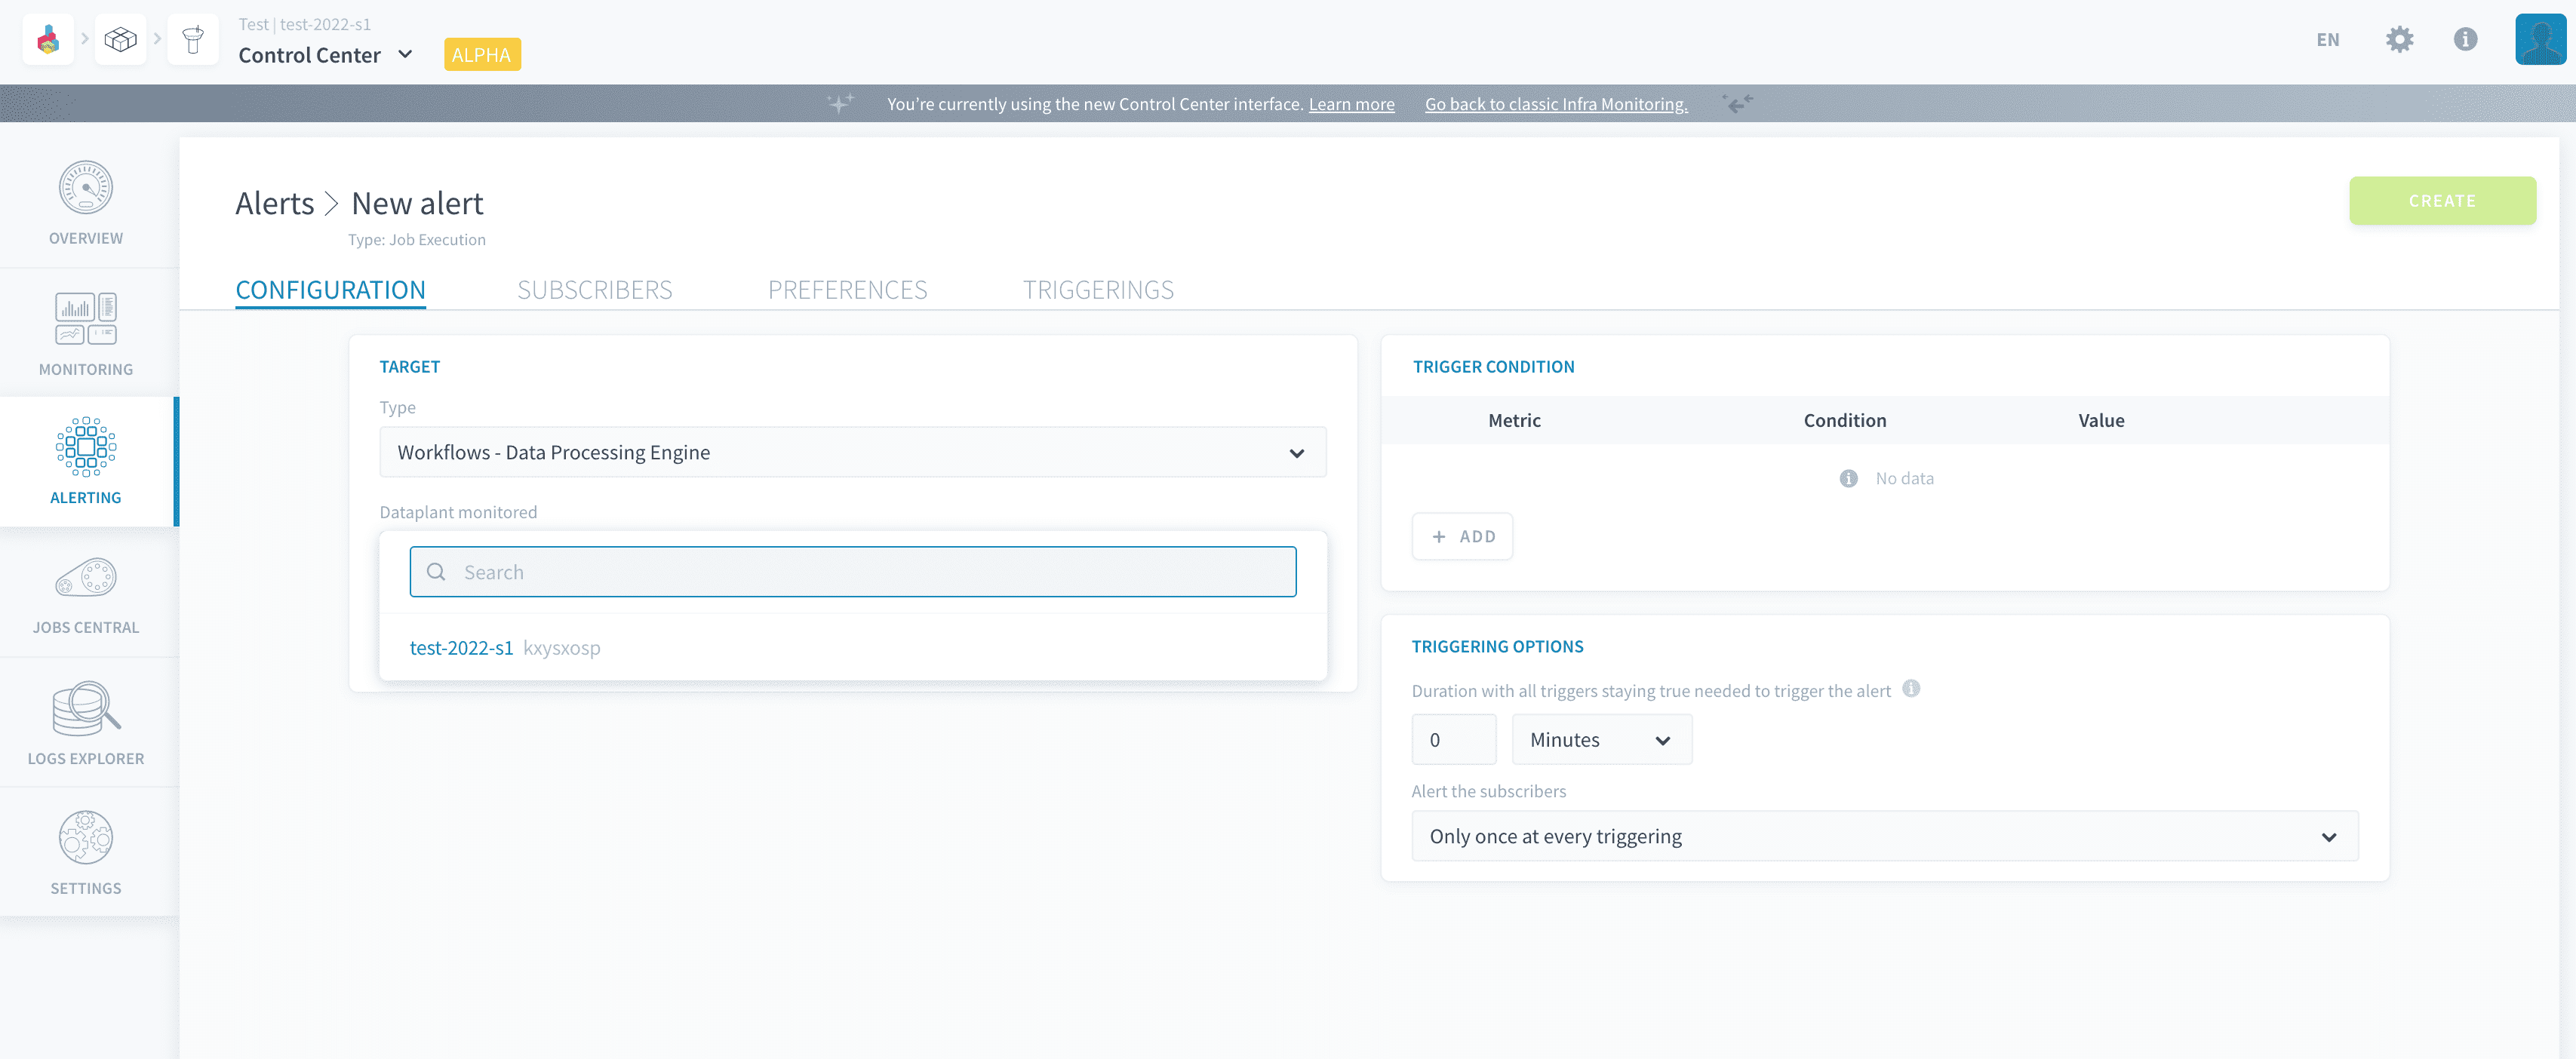 Test | test-2022-s1
Control Center
ALPHA
EN
You're currently using the new Control Center interface. Learn more
Go back to classic Infra Monitoring.
OVERVIEW
MONITORING
ALERTING
JOBS CENTRAL
LOGS EXPLORER
SETTINGS
Alerts > New alert
Type: Job Execution
CREATE
CONFIGURATION
SUBSCRIBERS
PREFERENCES
TRIGGERINGS
TARGET
Type
Workflows - Data Processing Engine
Dataplant monitored
Search
test-2022-s1 kxysxosp
TRIGGER CONDITION
Metric
Condition
Value
No data
+ ADD
TRIGGERING OPTIONS
Duration with all triggers staying true needed to trigger the alert
0
Minutes
Alert the subscribers
Only once at every triggering